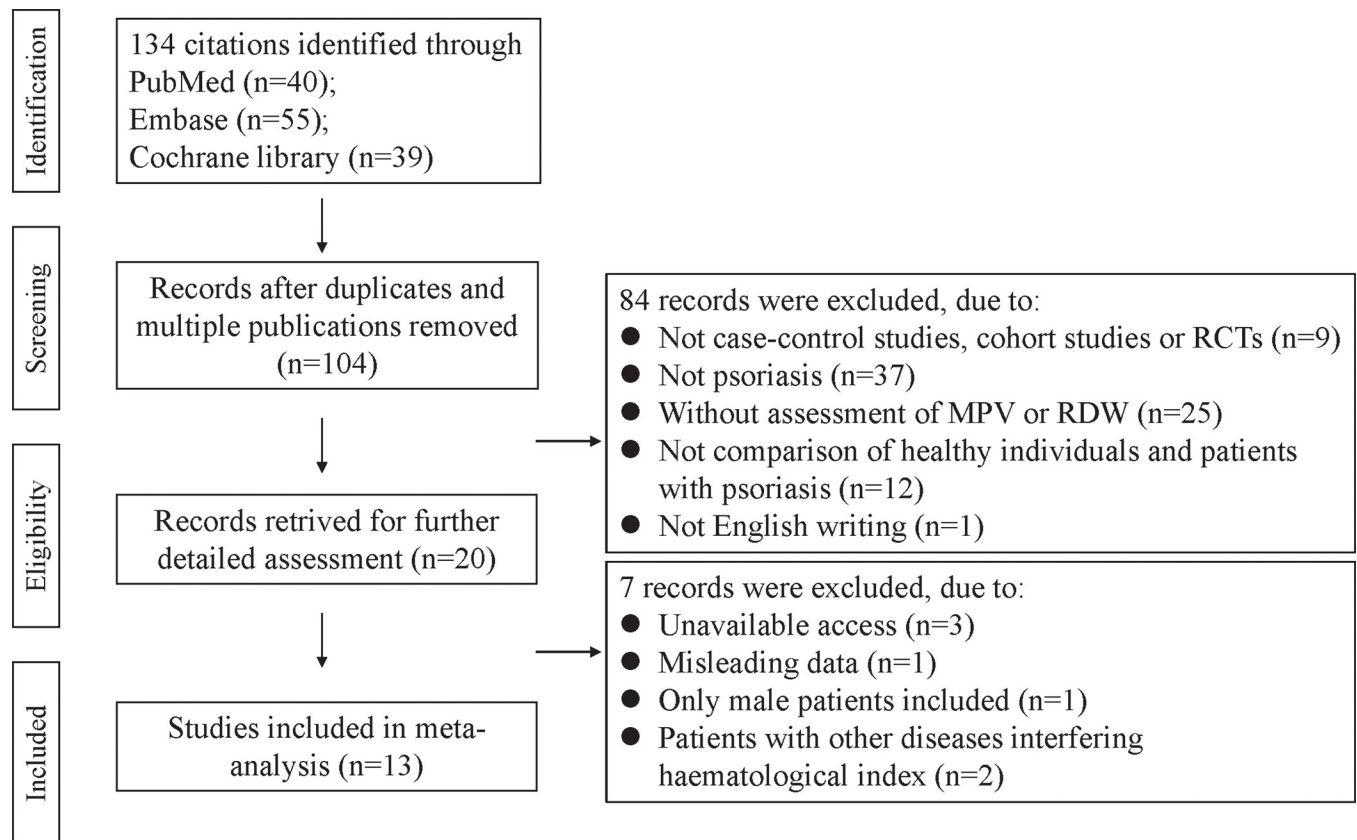 Identification
134 citations identified through
PubMed (n=40);
Embase (n=55);
Cochrane library (n=39)
Screening
Records after duplicates and
multiple publications removed
(n=104)
84 records were excluded, due to:
● Not case-control studies, cohort studies or RCTs (n=9)
● Not psoriasis (n=37)
● Without assessment of MPV or RDW (n=25)
● Not comparison of healthy individuals and patients
with psoriasis (n=12)
● Not English writing (n=1)
Eligibility
Records retrived for further
detailed assessment (n=20)
7 records were excluded, due to:
● Unavailable access (n=3)
● Misleading data (n=1)
● Only male patients included (n=1)
● Patients with other diseases interfering
haematological index (n=2)
Included
Studies included in meta-
analysis (n=13)